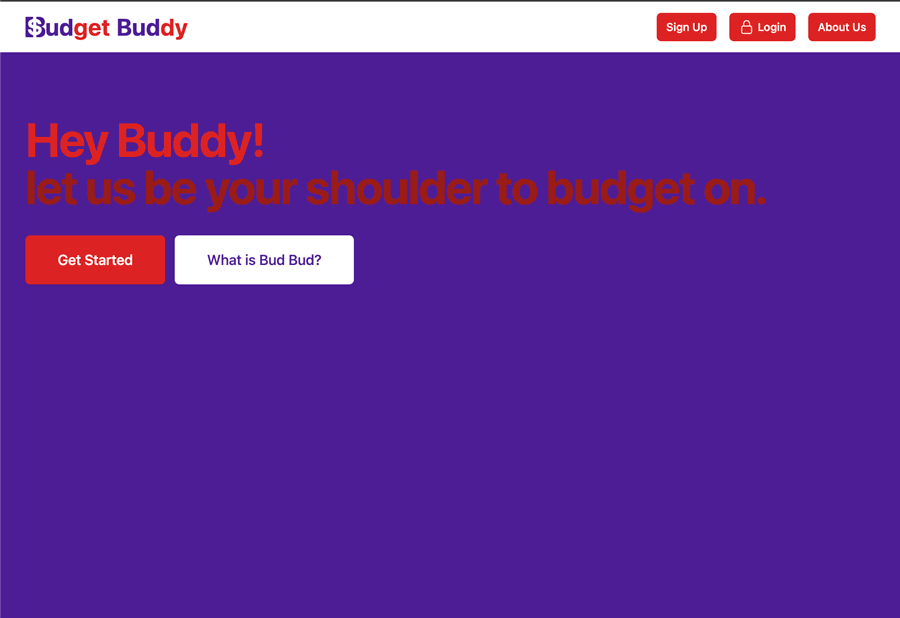 Budget Buddy
Sign Up
Login
About Us
Hey Buddy!
let us be your shoulder to budget on.
Get Started
What is Bud Bud?